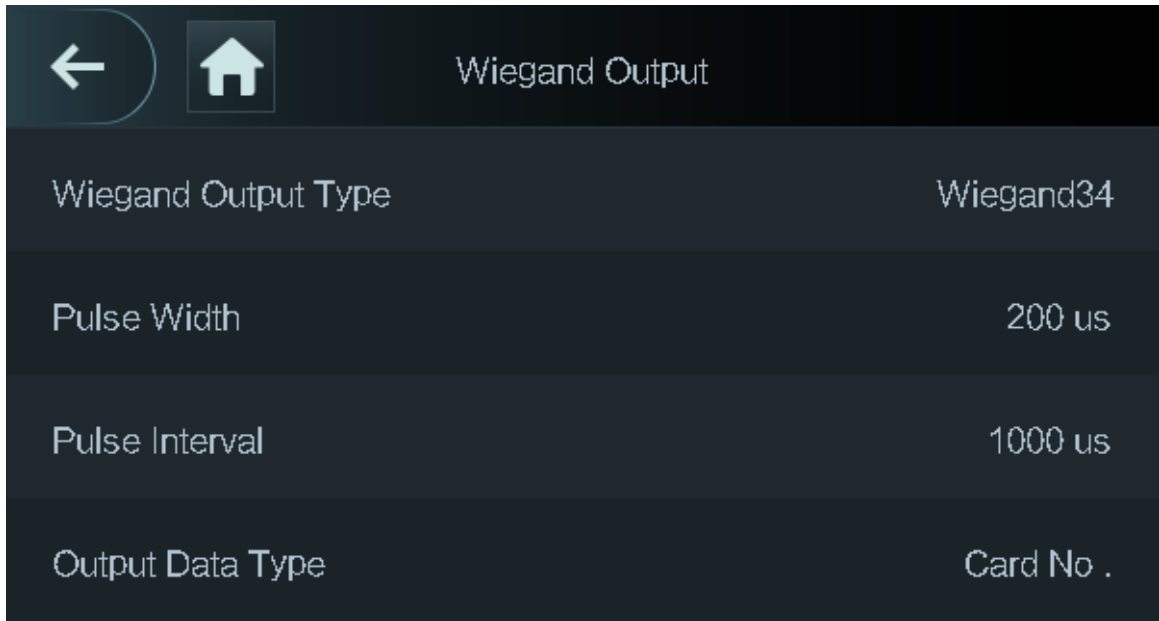 Wiegand Output
Wiegand Output Type Wiegand34
Pulse Width 200 us
Pulse Interval 1000 us
Output Data Type Card No .